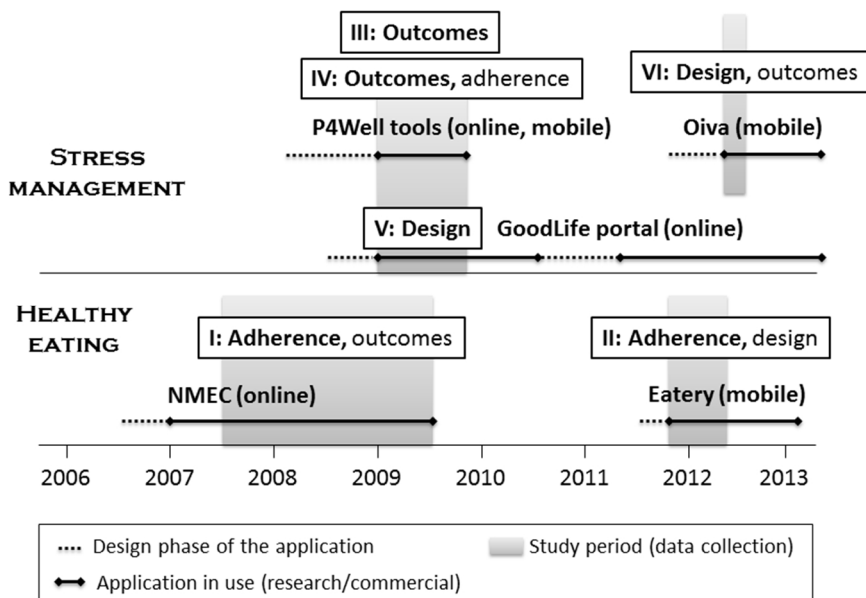 III: Outcomes
IV: Outcomes, adherence
VI: Design, outcomes
P4Well tools (online, mobile)
Oiva (mobile)
STRESS
MANAGEMENT
V: Design
GoodLife portal (online)
HEALTHY
EATING
I: Adherence, outcomes
II: Adherence, design
NMEC (online)
Eatery (mobile)
2006 2007 2008 2009 2010 2011 2012 2013
Design phase of the application
Study period (data collection)
Application in use (research/commercial)